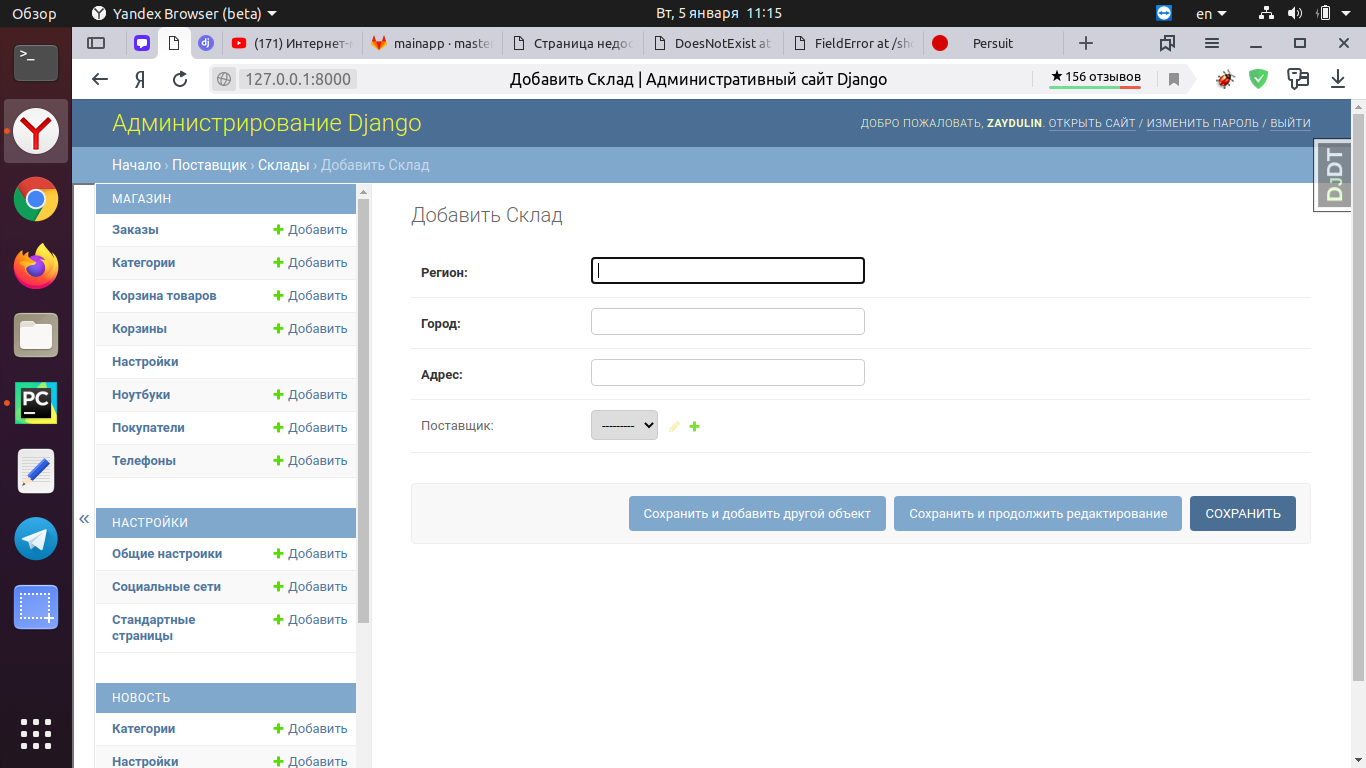 Обзор
Yandex Browser (beta)
Вт, 5 января 11:15
en
(171) Интернет-
mainapp · master
Страница недос
DoesNotExist at
FieldError at /sho
Persuit
Я
127.0.0.1:8000
Добавить Склад | Административный сайт Django
★ 156 отзывов
Администрирование Django
ДОБРО ПОЖАЛОВАТЬ, ZAYDULIN. ОТКРЫТЬ САЙТ / ИЗМЕНИТЬ ПАРОЛЬ / ВЫЙТИ
Начало › Поставщик › Склады › Добавить Склад
DjDT
МАГАЗИН
Заказы Добавить
Категории Добавить
Корзина товаров Добавить
Корзины Добавить
Настройки
Ноутбуки Добавить
Покупатели Добавить
Телефоны Добавить
НАСТРОЙКИ
Общие настроики Добавить
Социальные сети Добавить
Стандартные Добавить
страницы
НОВОСТЬ
Категории Добавить
Настройки Добавить
«
Добавить Склад
Регион:
Город:
Адрес:
Поставщик: ---------
Сохранить и добавить другой объект
Сохранить и продолжить редактирование
СОХРАНИТЬ
>_
PC
dj